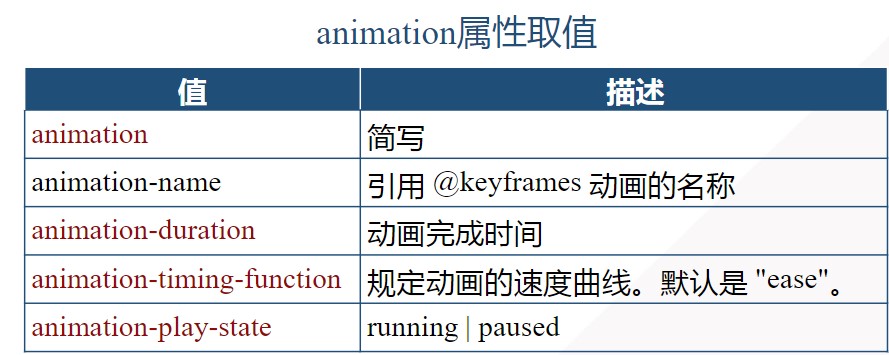 animation属性取值
值 描述
animation 简写
animation-name 引用 @keyframes 动画的名称
animation-duration 动画完成时间
animation-timing-function 规定动画的速度曲线。默认是 "ease"。
animation-play-state running | paused